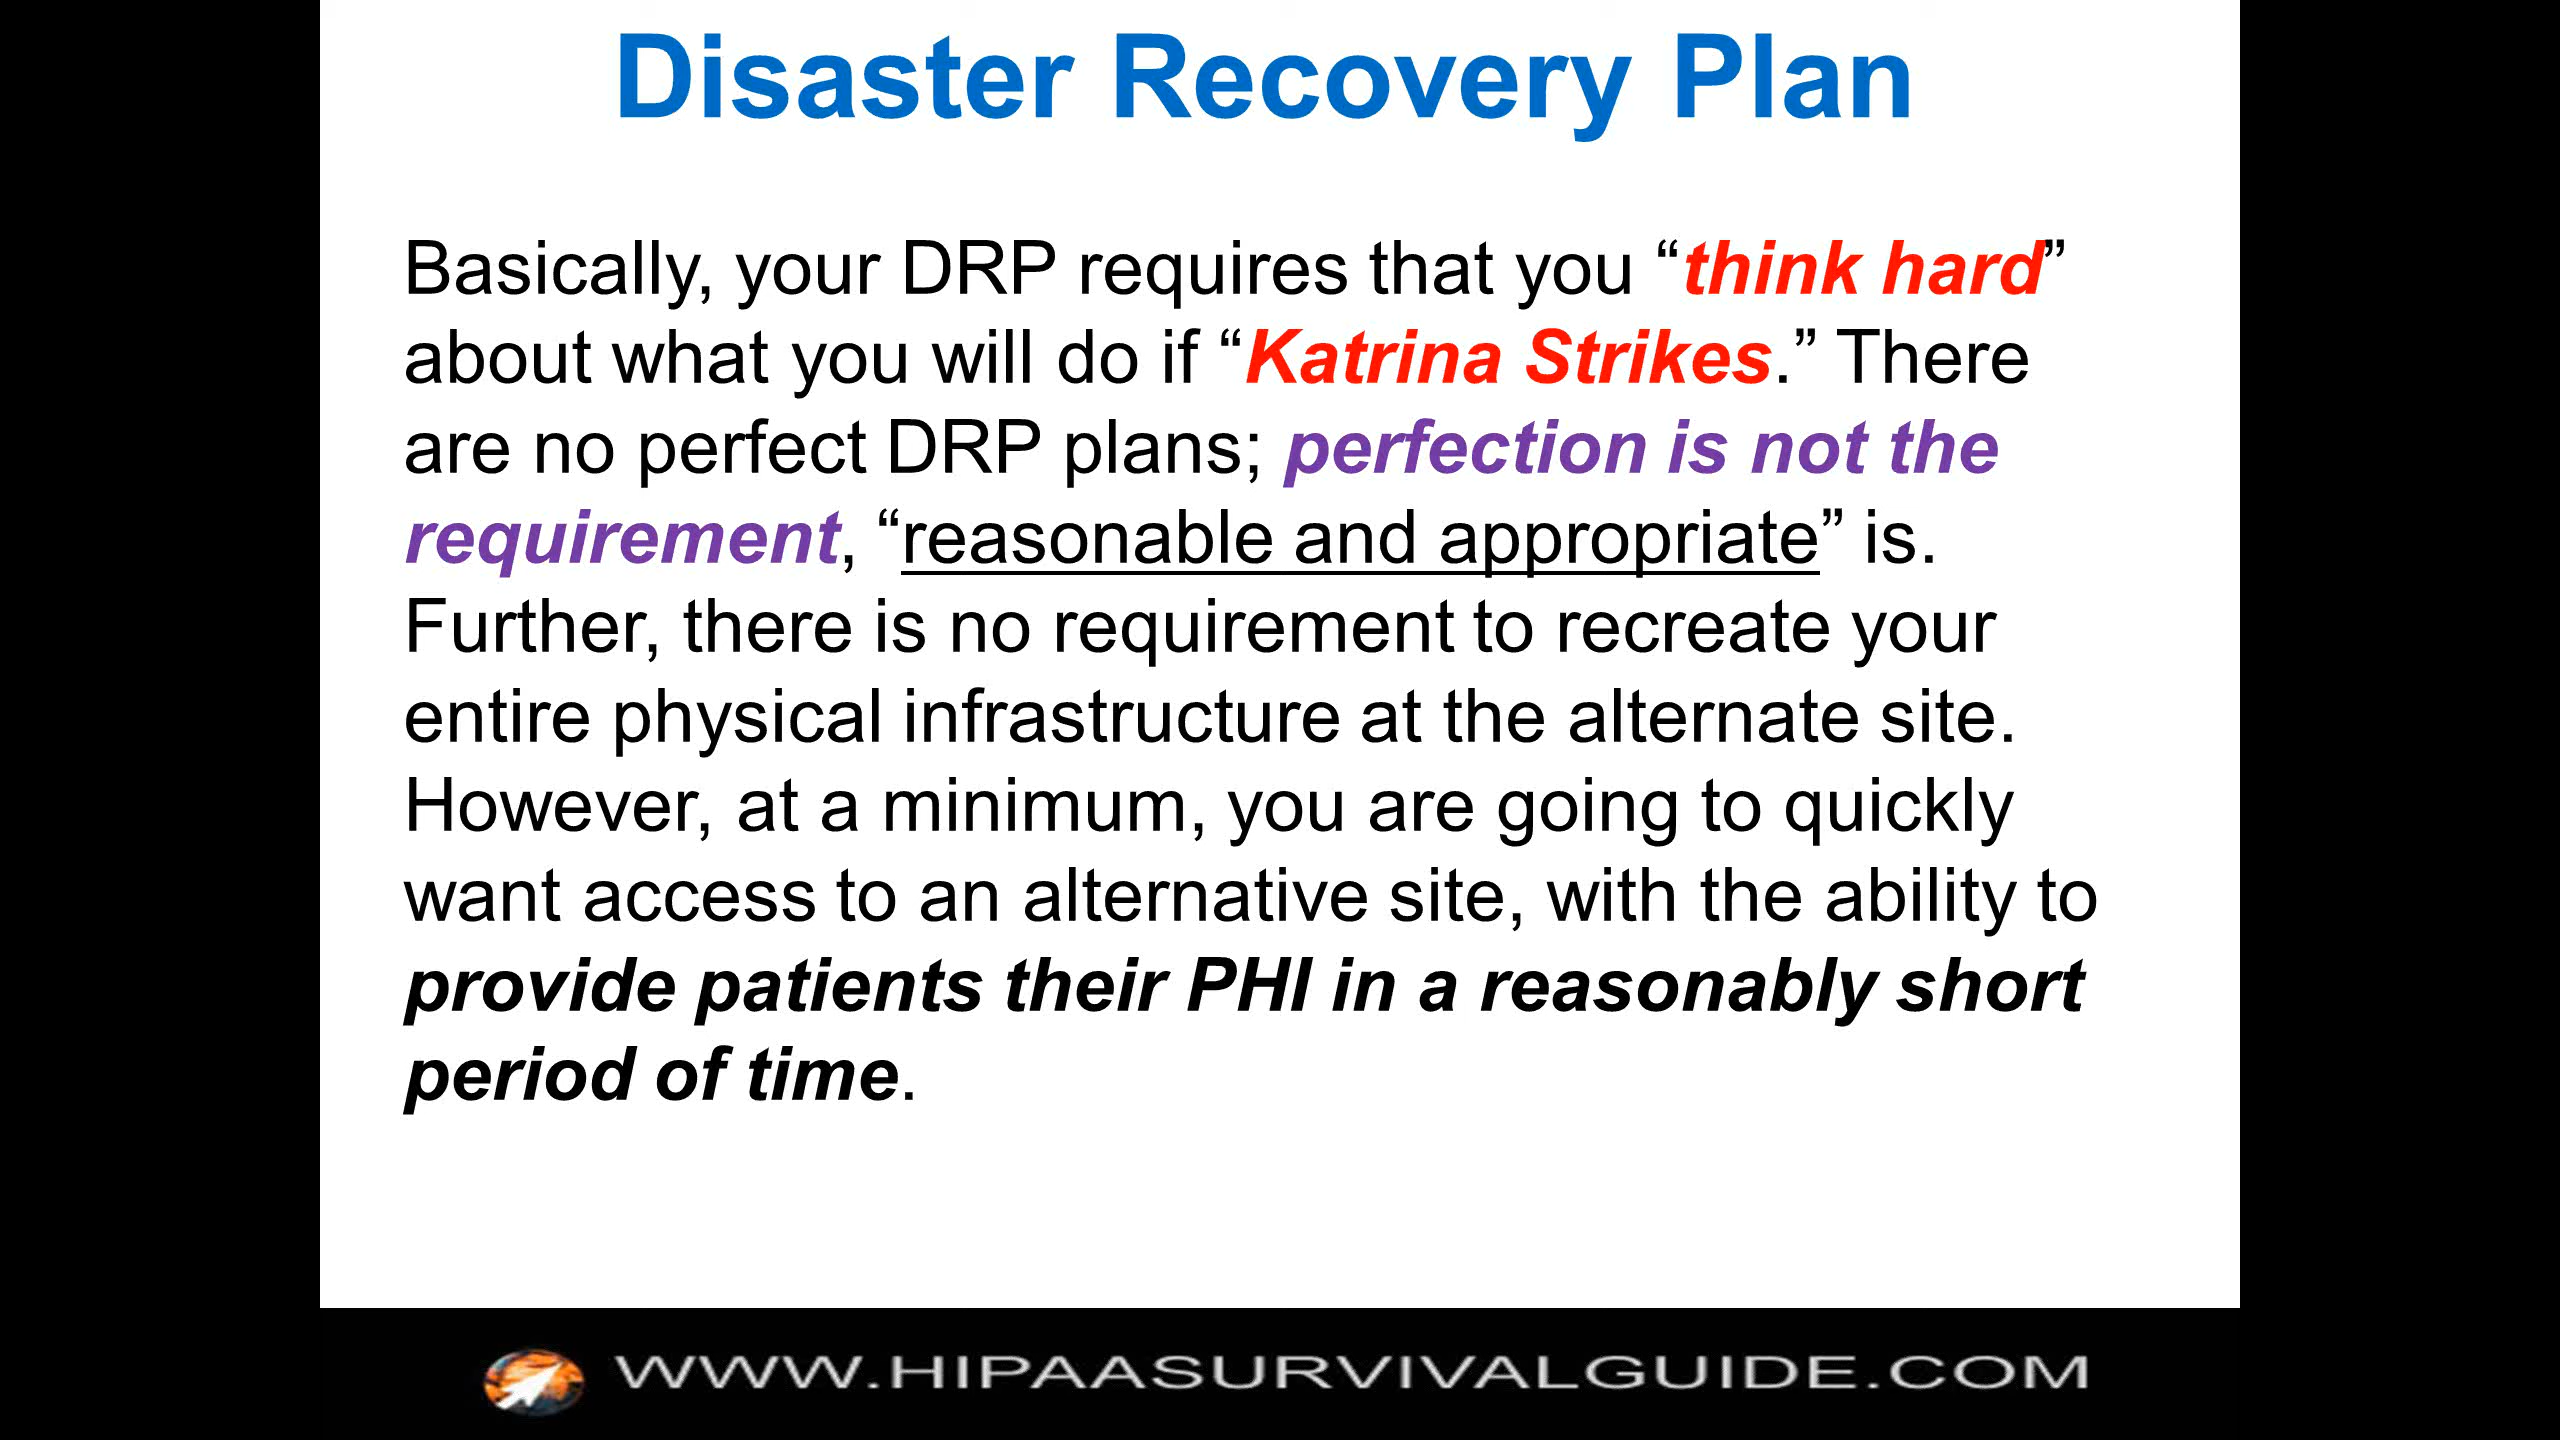 Disaster Recovery Plan
Basically, your DRP requires that you “think hard”
about what you will do if “Katrina Strikes.” There
are no perfect DRP plans; perfection is not the
requirement, “reasonable and appropriate” is.
Further, there is no requirement to recreate your
entire physical infrastructure at the alternate site.
However, at a minimum, you are going to quickly
want access to an alternative site, with the ability to
provide patients their PHI in a reasonably short
period of time.
WWW.HIPAASURVIVALGUIDE.COM